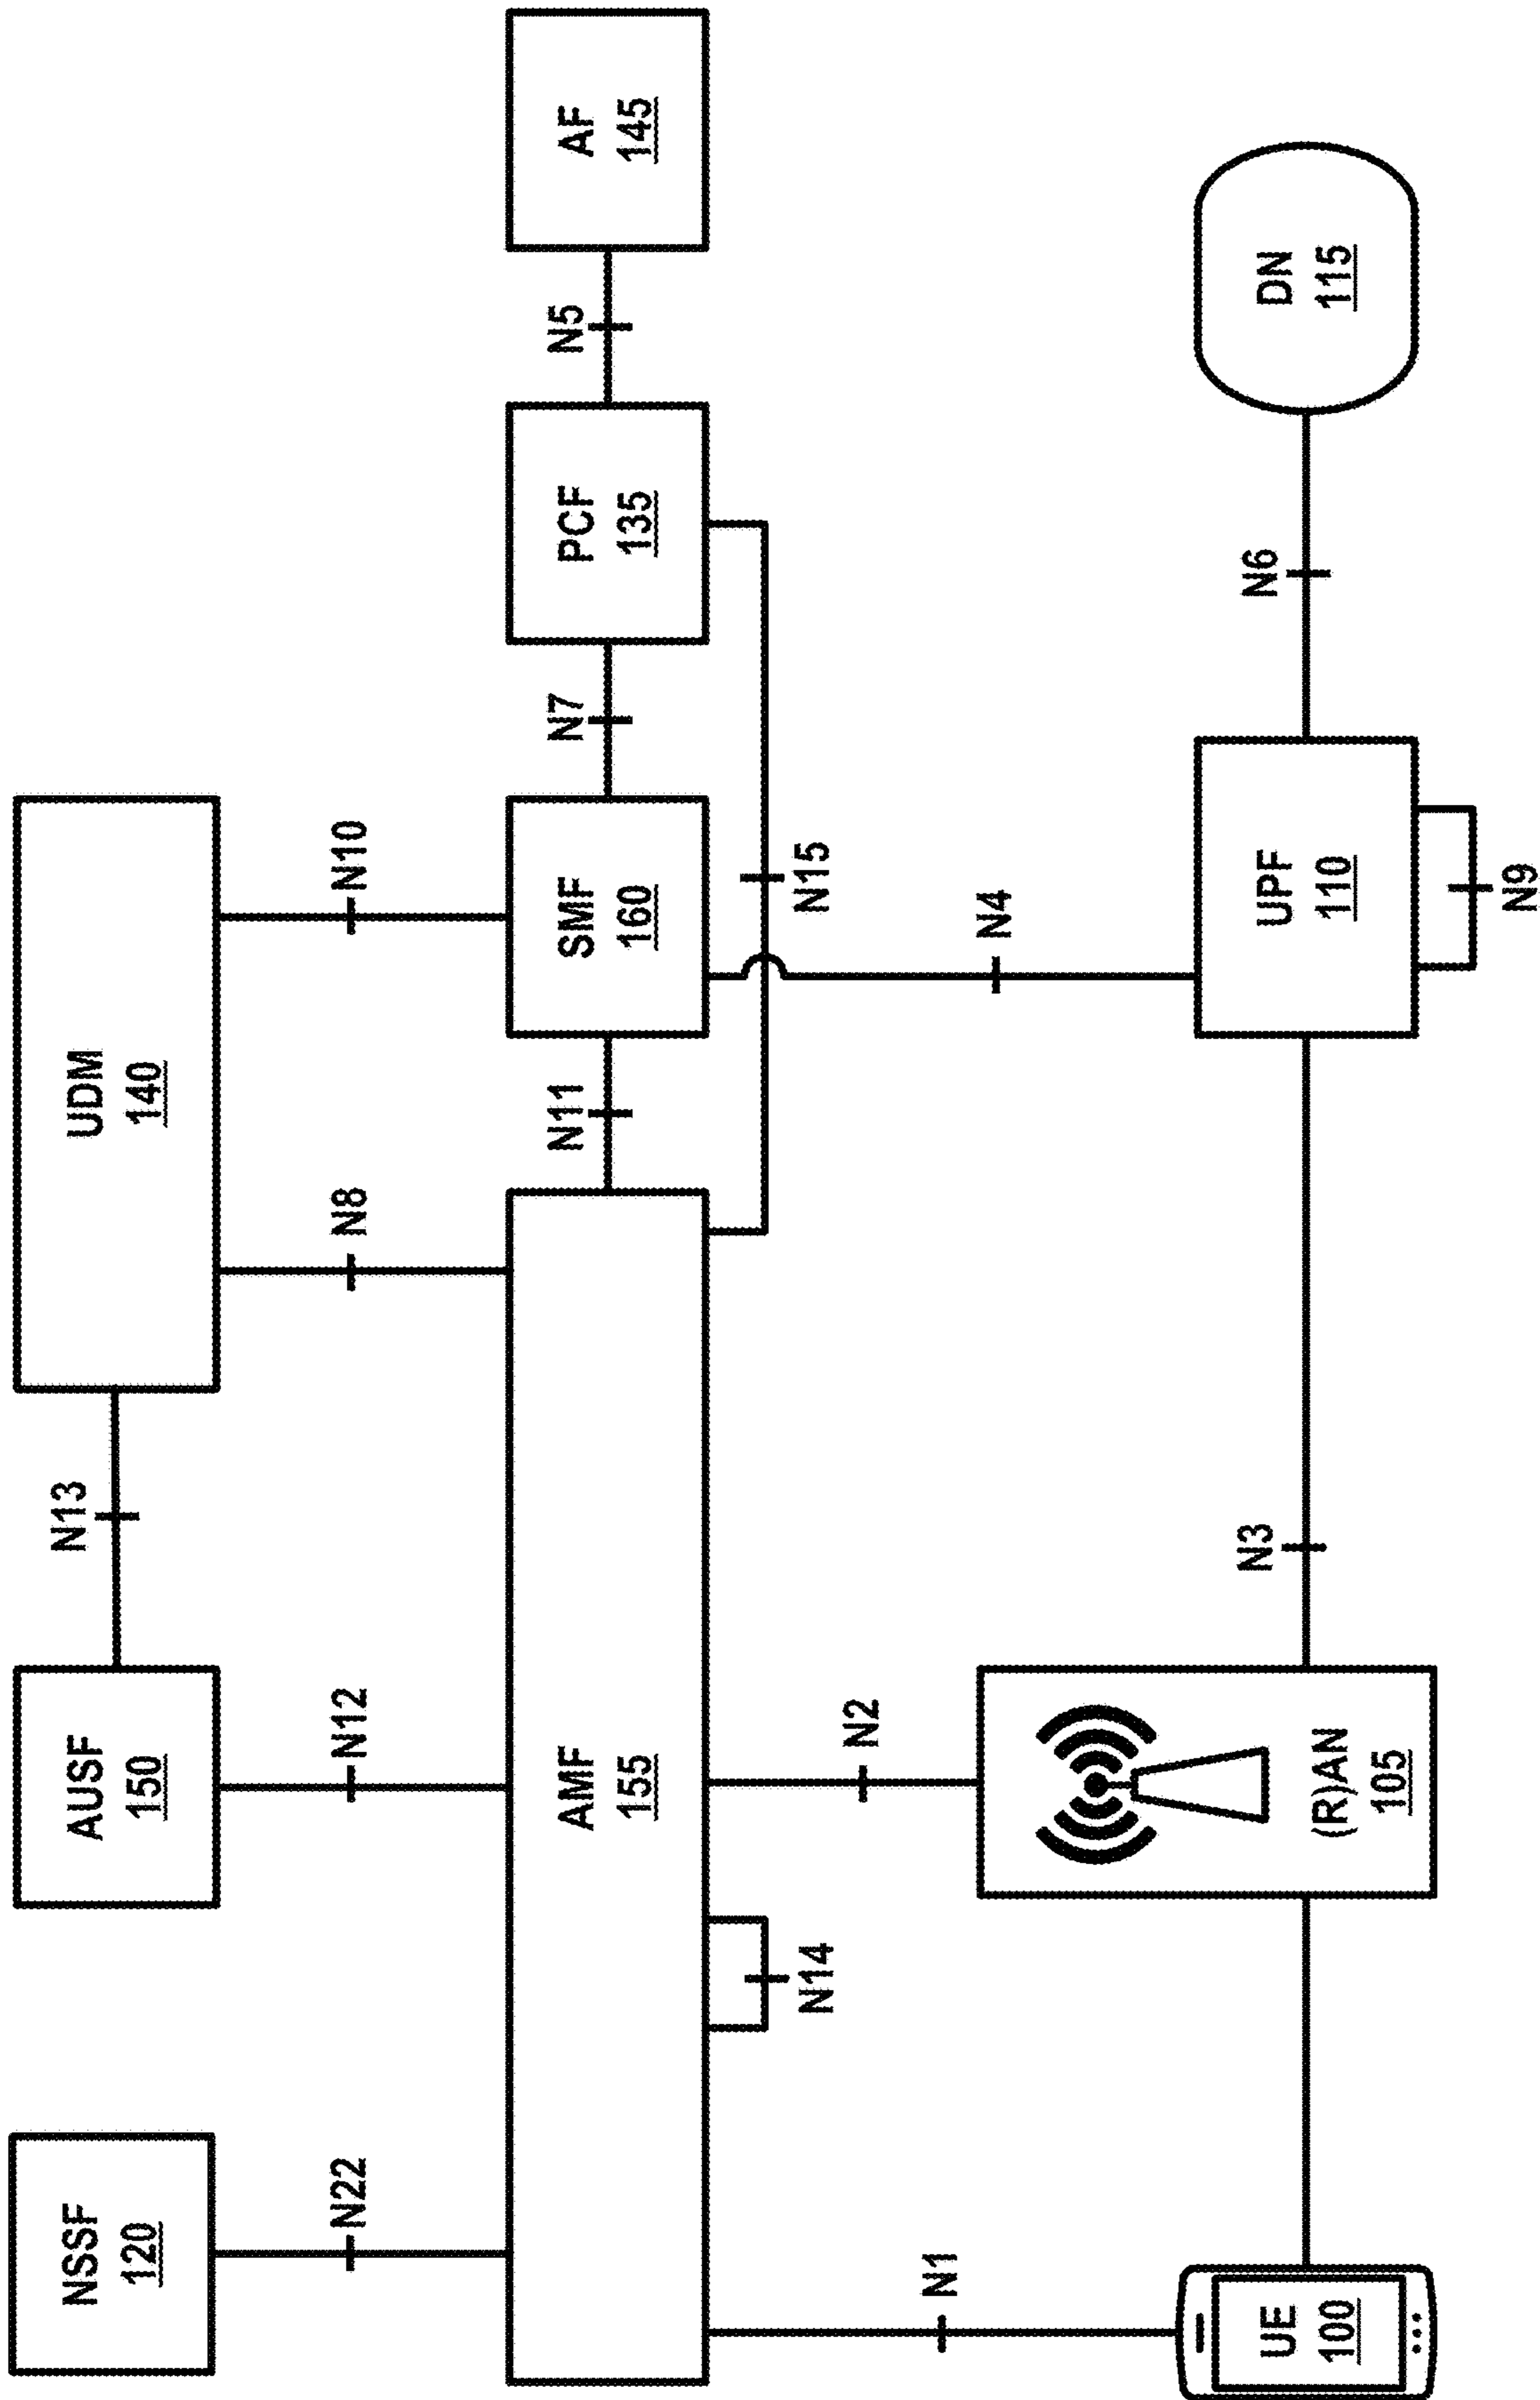 NSSF
120
AUSF
150
N13
UDM
140
N22
N12
N8
N10
AMF
155
N11
SMF
160
N7
PCF
135
N5
AF
145
N14
N15
N1
N2
N4
UE
100
(R)AN
105
N3
UPF
110
N6
DN
115
N9